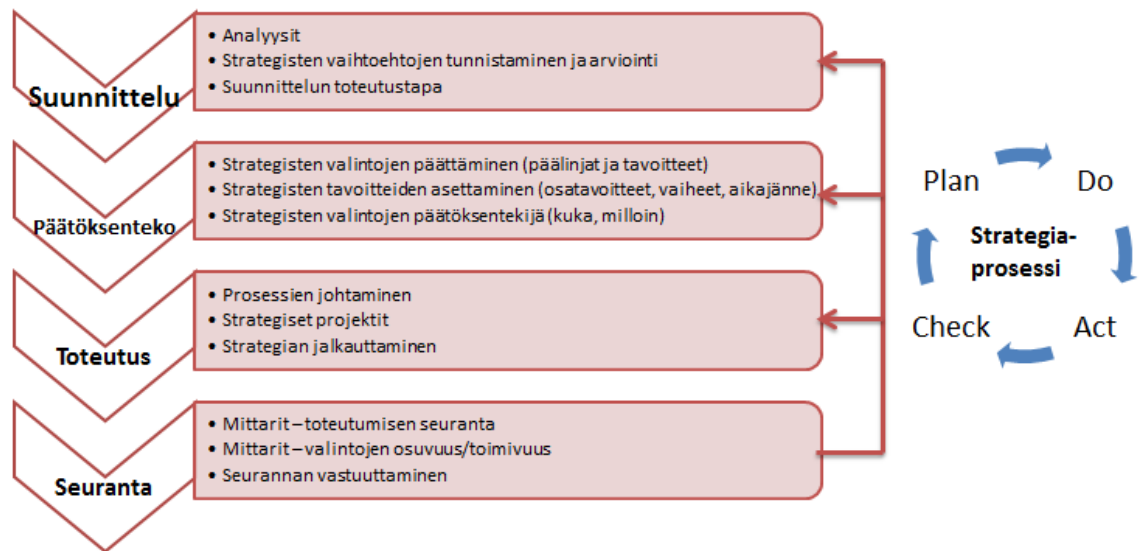 Suunnittelu
• Analyysit
• Strategisten vaihtoehtojen tunnistaminen ja arviointi
• Suunnittelun toteutustapa
Päätöksenteko
• Strategisten valintojen päättäminen (päälinjat ja tavoitteet)
• Strategisten tavoitteiden asettaminen (osatavoitteet, vaiheet, aikajänne)
• Strategisten valintojen päätöksentekijä (kuka, milloin)
Toteutus
• Prosessien johtaminen
• Strategiset projektit
• Strategian jalkauttaminen
Seuranta
• Mittarit – toteutumisen seuranta
• Mittarit – valintojen osuvuus/toimivuus
• Seurannan vastuuttaminen
Plan
Do
Strategia-
prosessi
Check
Act